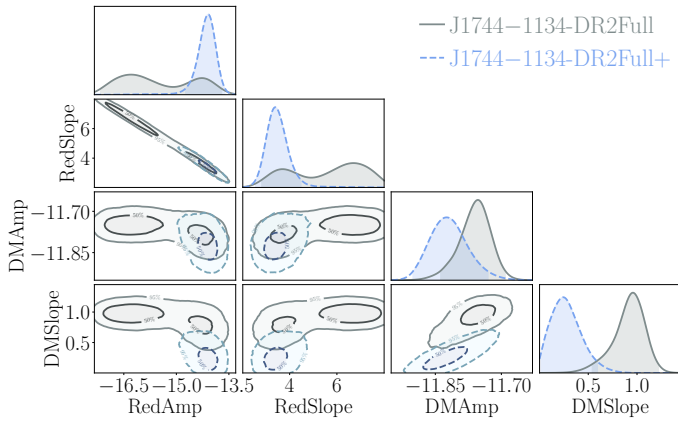 J1744−1134-DR2Full
J1744−1134-DR2Full+
RedSlope
6
4
DMAmp
−11.70
−11.85
DMSlope
1.0
0.5
−16.5 −15.0 −13.5
4 6
−11.85 −11.70
0.5 1.0
RedAmp
RedSlope
DMAmp
DMSlope